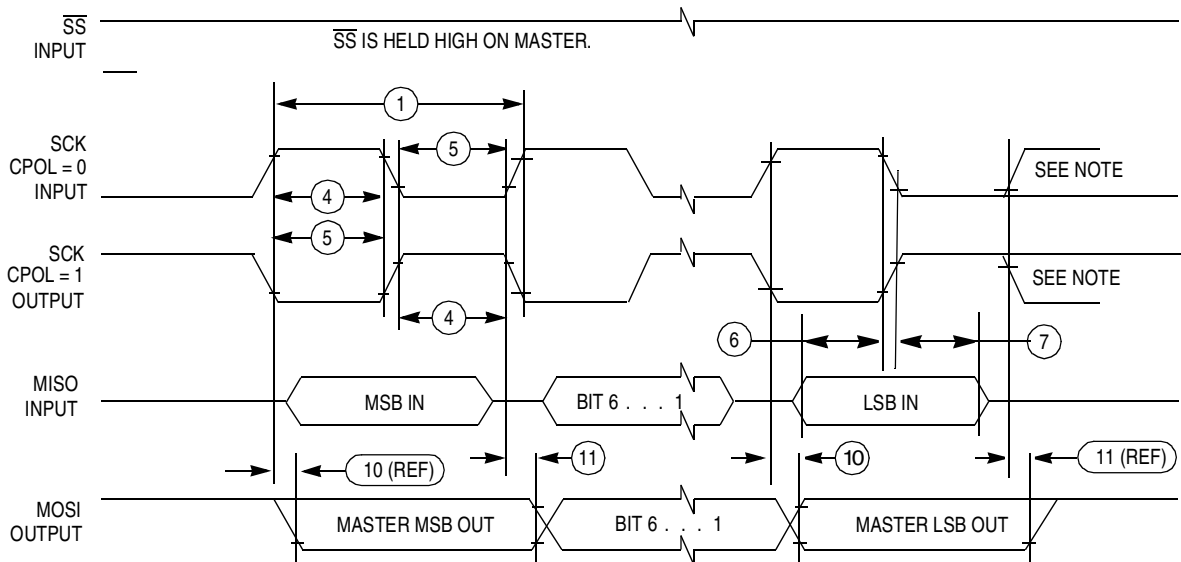 SS
INPUT
SS IS HELD HIGH ON MASTER.
1
SCK
CPOL = 0
INPUT
5
SEE NOTE
4
5
SCK
CPOL = 1
OUTPUT
SEE NOTE
4
6
7
MISO
INPUT
MSB IN
BIT 6 . . . 1
LSB IN
10 (REF)
11
10
11 (REF)
MOSI
OUTPUT
MASTER MSB OUT
BIT 6 . . . 1
MASTER LSB OUT